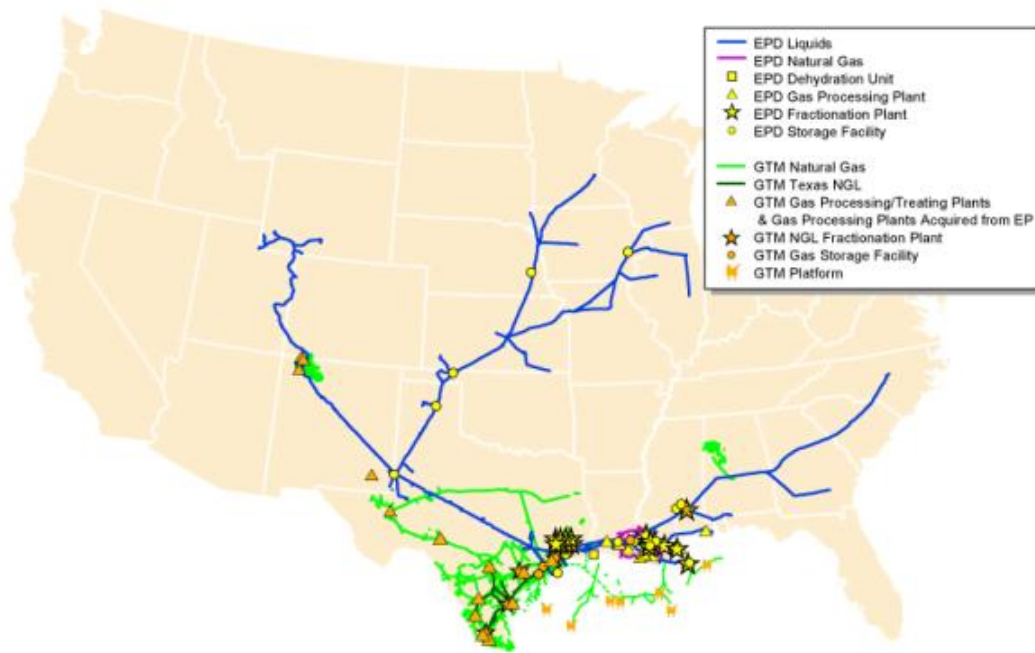 EPD Liquids
EPD Natural Gas
EPD Dehydration Unit
EPD Gas Processing Plant
EPD Fractionation Plant
EPD Storage Facility
GTM Natural Gas
GTM Texas NGL
GTM Gas Processing/Treating Plants
& Gas Processing Plants Acquired from EP
GTM NGL Fractionation Plant
GTM Gas Storage Facility
GTM Platform